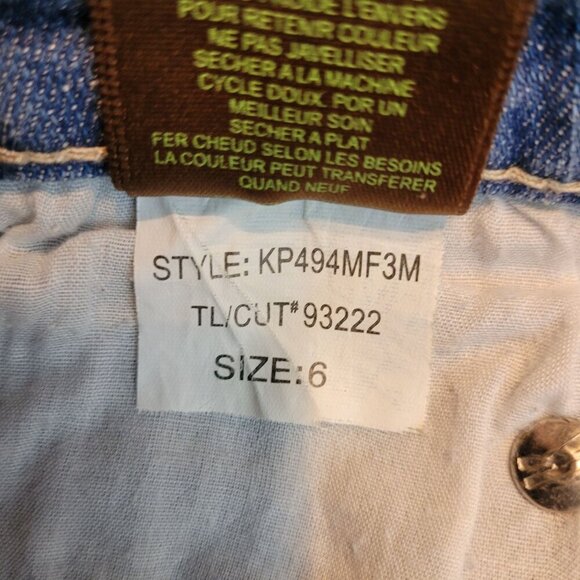 L'ENVERS
POUR RETENIR COULEUR
NE PAS JAVELLISER
SECHER A LA MACHINE
CYCLE DOUX. POR UN
MEILLEUR SOIN
SECHER A PLAT
FER CHEUD SELON LES BESOINS
LA COULEUR PEUT TRANSFERER
QUAND NEUF
STYLE: KP494MF3M
TL/CUT# 93222
SIZE:6